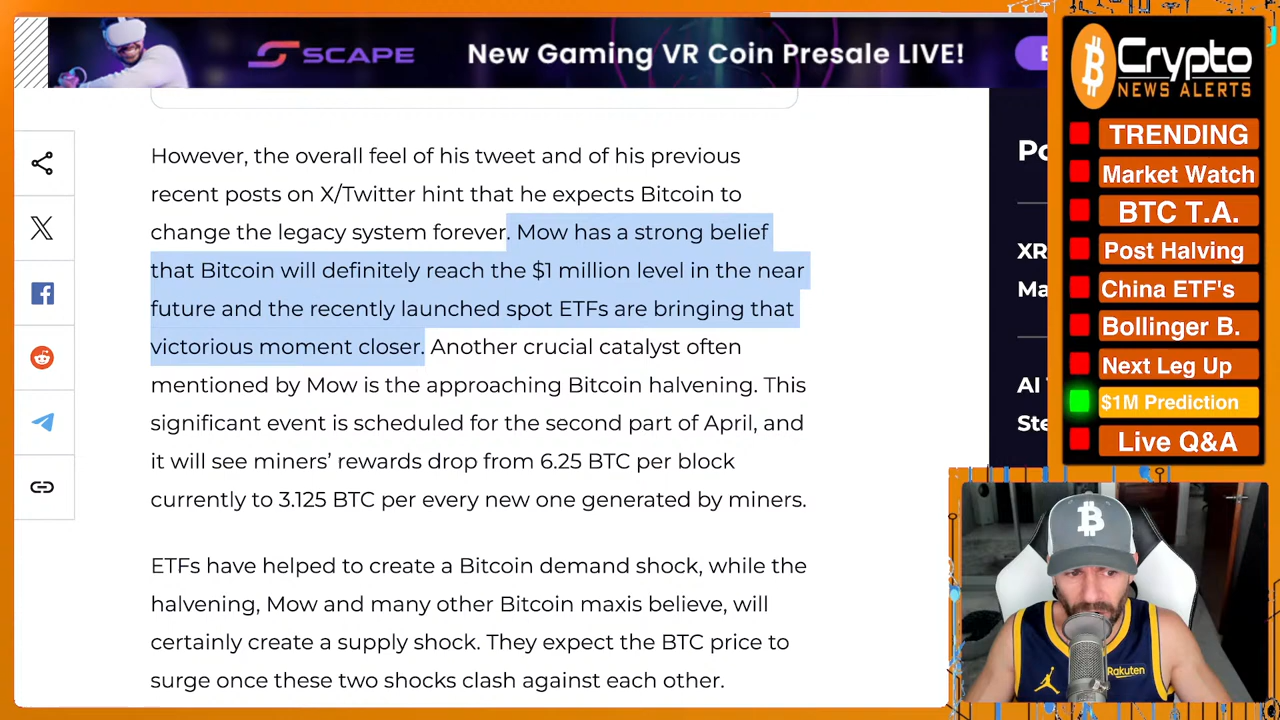 SCAPE
New Gaming VR Coin Presale LIVE!
However, the overall feel of his tweet and of his previous
recent posts on X/Twitter hint that he expects Bitcoin to
change the legacy system forever. Mow has a strong belief
that Bitcoin will definitely reach the $1 million level in the near
future and the recently launched spot ETFs are bringing that
victorious moment closer. Another crucial catalyst often
mentioned by Mow is the approaching Bitcoin halvening. This
significant event is scheduled for the second part of April, and
it will see miners’ rewards drop from 6.25 BTC per block
currently to 3.125 BTC per every new one generated by miners.
ETFs have helped to create a Bitcoin demand shock, while the
halvening, Mow and many other Bitcoin maxis believe, will
certainly create a supply shock. They expect the BTC price to
surge once these two shocks clash against each other.
XR
Ma
AI
Ste
Crypto
NEWS ALERTS
TRENDING
Market Watch
BTC T.A.
Post Halving
China ETF's
Bollinger B.
Next Leg Up
$1M Prediction
Live Q&A
Rakuten